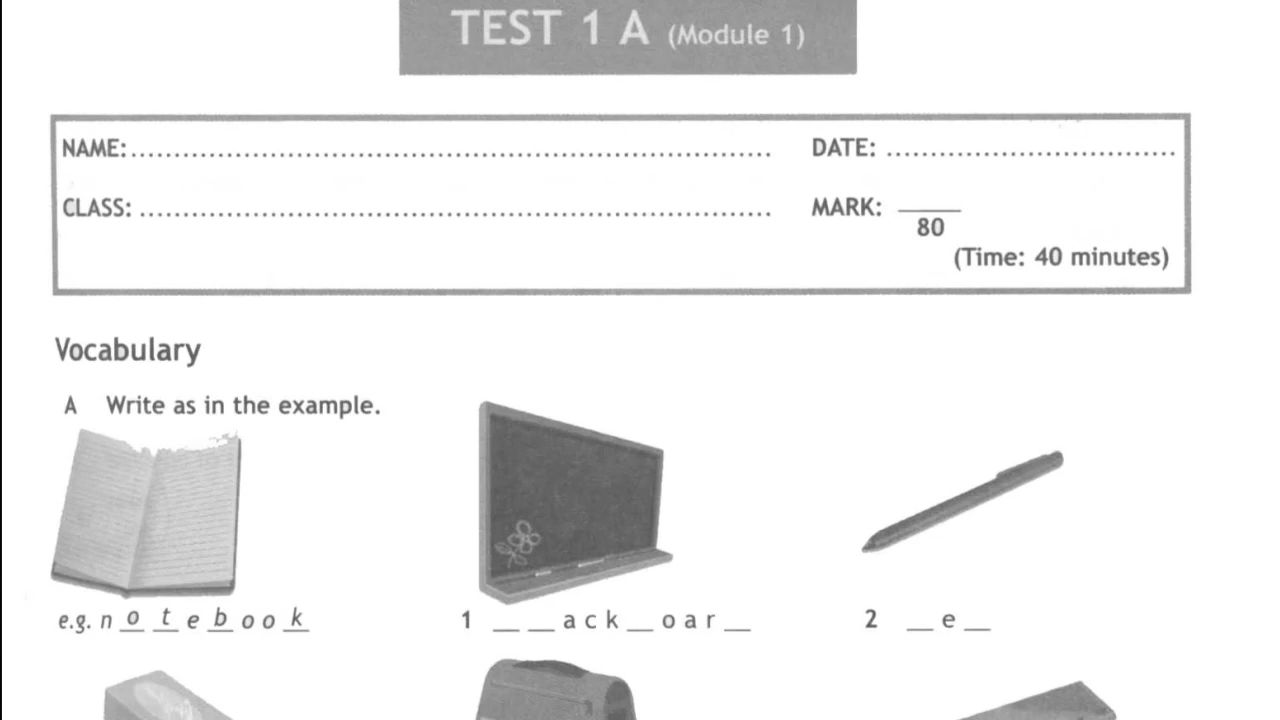 TEST 1 A (Module 1)
NAME:........................................................................ DATE: .................................
CLASS: ........................................................................ MARK: ____
80
(Time: 40 minutes)
Vocabulary
A Write as in the example.
e.g. n o t e b o o k 1 __ __ a c k __ o a r __ 2 __ e __